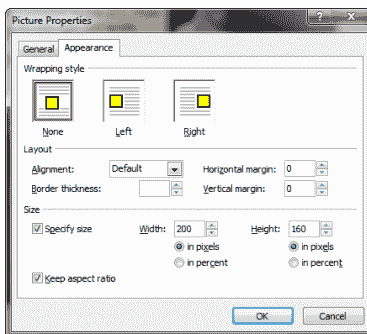 Picture Properties
General Appearance
Wrapping style
None Left Right
Layout
Alignment: Default Horizontal margin: 0
Border thickness: Vertical margin: 0
Size
Specify size Width: 200 Height: 160
in pixels in pixels
in percent in percent
Keep aspect ratio
OK Cancel